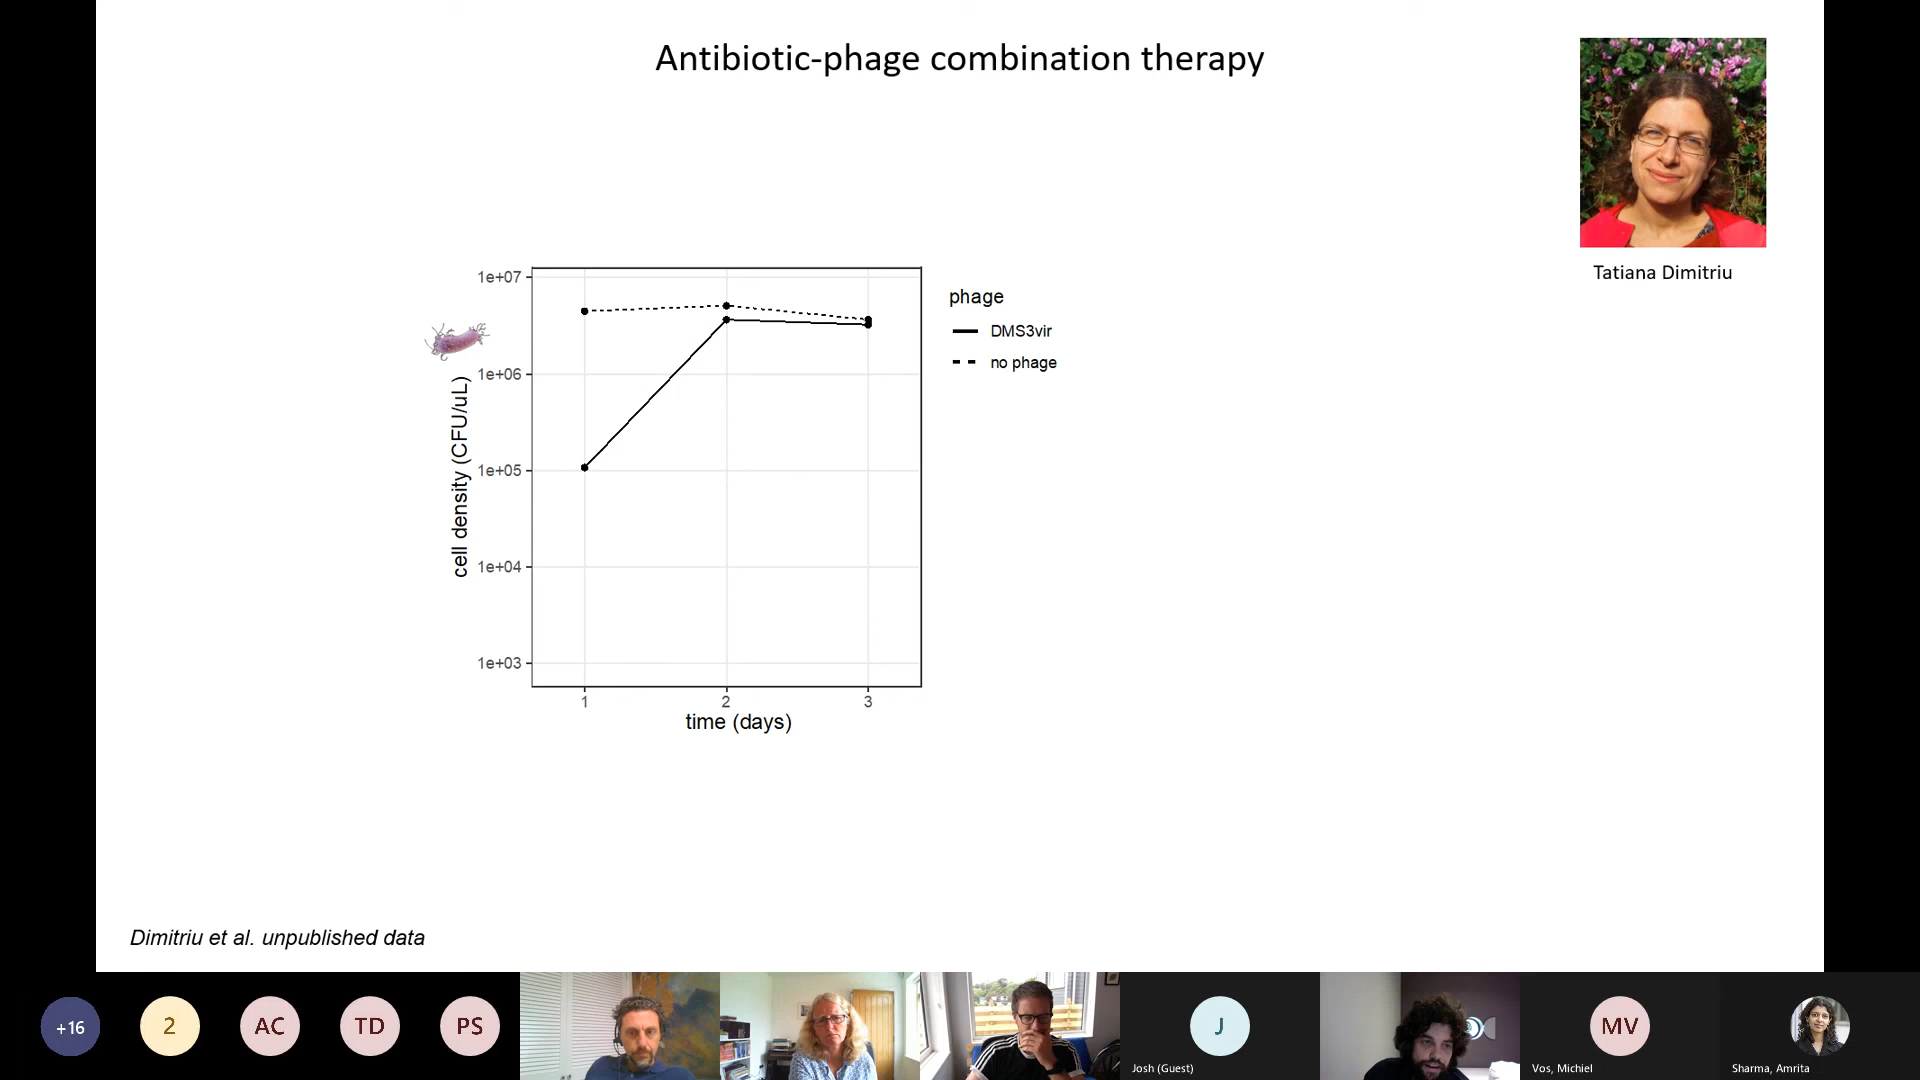 Antibiotic-phage combination therapy
Tatiana Dimitriu
1e+07
1e+06
1e+05
1e+04
1e+03
cell density (CFU/uL)
1
2
3
time (days)
phage
DMS3vir
no phage
Dimitriu et al. unpublished data
+16
2
AC
TD
PS
J
Josh (Guest)
MV
Vos, Michiel
Sharma, Amrita